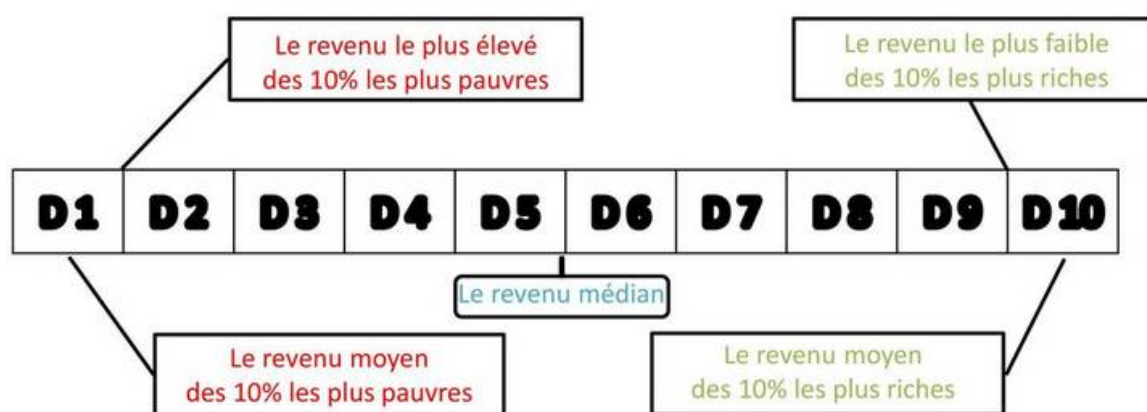 Le revenu le plus élevé
des 10% les plus pauvres
Le revenu le plus faible
des 10% les plus riches
D1 D2 D3 D4 D5 D6 D7 D8 D9 D10
Le revenu médian
Le revenu moyen
des 10% les plus pauvres
Le revenu moyen
des 10% les plus riches